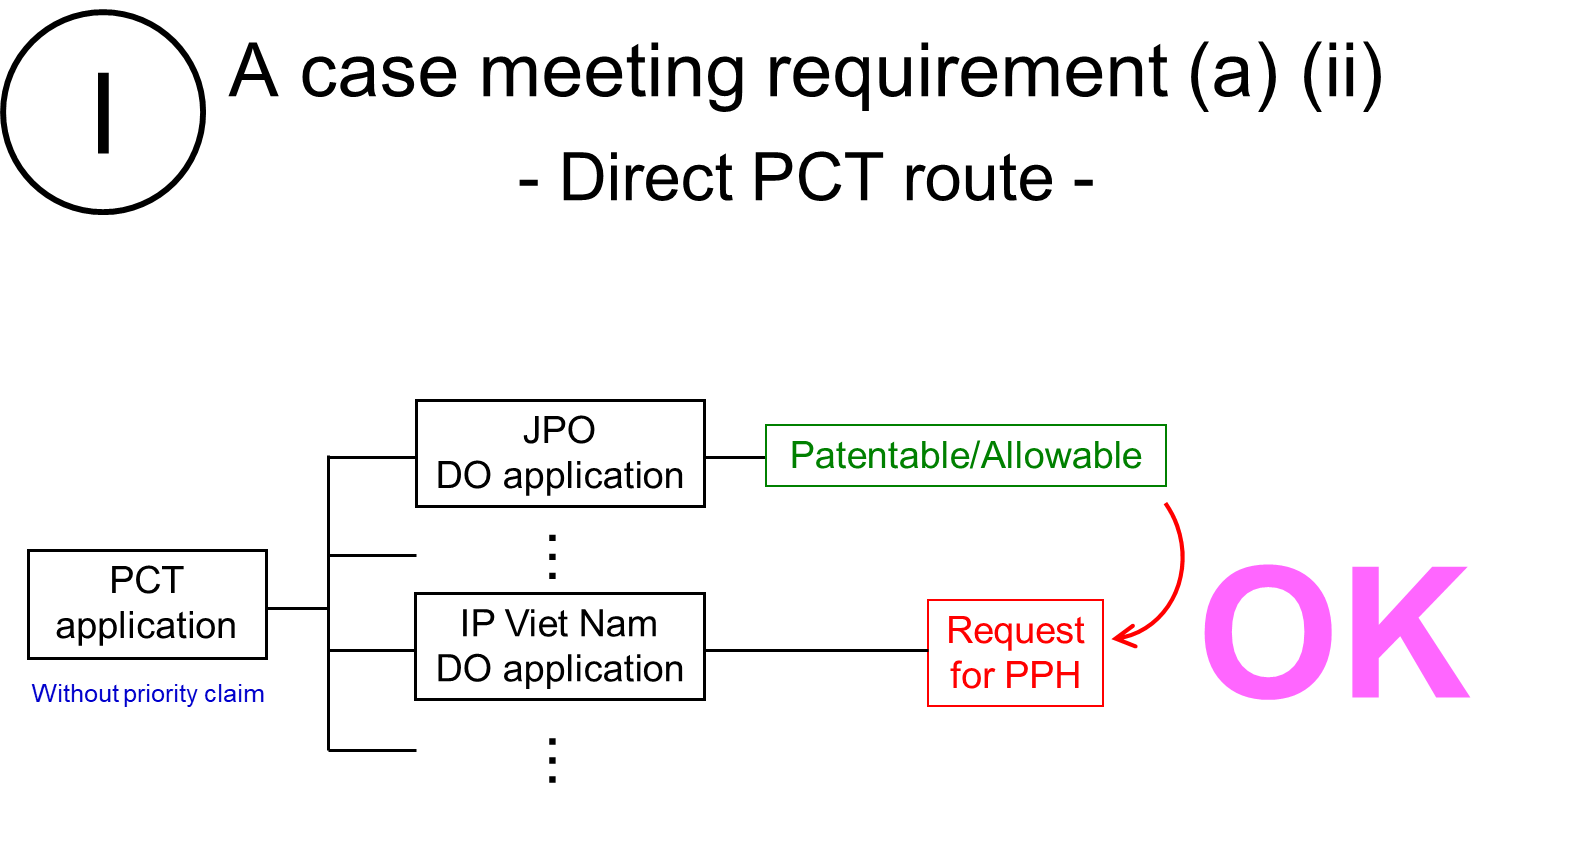 I
A case meeting requirement (a) (ii)
- Direct PCT route -
JPO
DO application
Patentable/Allowable
⋮
PCT
application
Without priority claim
IP Viet Nam
DO application
Request
for PPH
OK
⋮